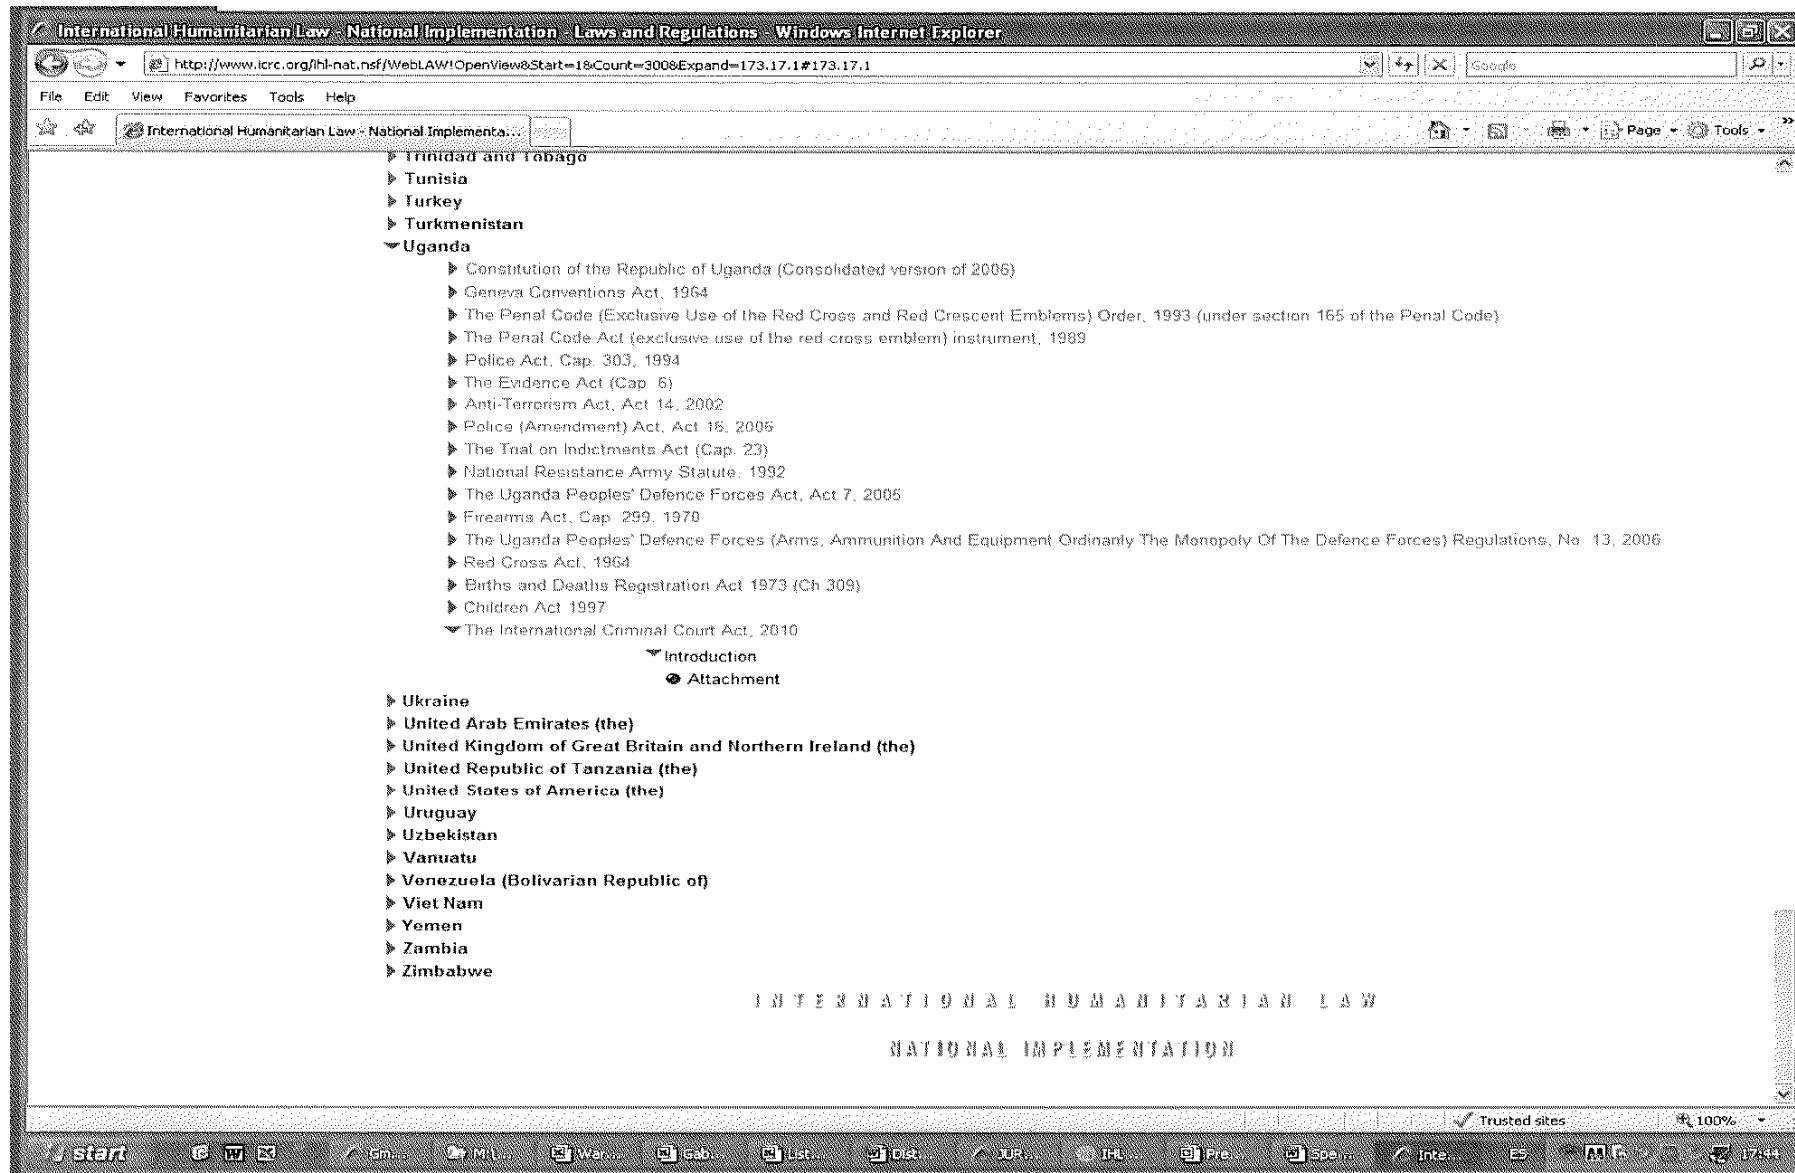 International Humanitarian Law - National Implementation - Laws and Regulations - Windows Internet Explorer
http://www.icrc.org/ihl-nat.nsf/WebLAW!OpenView&Start=1&Count=300&Expand=173.17.1#173.17.1
Google
File Edit View Favorites Tools Help
International Humanitarian Law - National Implementa...
Page Tools
Trinidad and Tobago
Tunisia
Turkey
Turkmenistan
Uganda
Constitution of the Republic of Uganda (Consolidated version of 2006)
Geneva Conventions Act, 1964
The Penal Code (Exclusive Use of the Red Cross and Red Crescent Emblems) Order, 1993 (under section 165 of the Penal Code)
The Penal Code Act (exclusive use of the red cross emblem) instrument, 1989
Police Act, Cap. 303, 1994
The Evidence Act (Cap. 6)
Anti-Terrorism Act, Act 14, 2002
Police (Amendment) Act, Act 16, 2006
The Trial on Indictments Act (Cap. 23)
National Resistance Army Statute, 1992
The Uganda Peoples' Defence Forces Act, Act 7, 2005
Firearms Act, Cap. 299, 1970
The Uganda Peoples' Defence Forces (Arms, Ammunition And Equipment Ordinarily The Monopoly Of The Defence Forces) Regulations, No. 13, 2006
Red Cross Act, 1964
Births and Deaths Registration Act 1973 (Ch 309)
Children Act 1997
The International Criminal Court Act, 2010
Introduction
Attachment
Ukraine
United Arab Emirates (the)
United Kingdom of Great Britain and Northern Ireland (the)
United Republic of Tanzania (the)
United States of America (the)
Uruguay
Uzbekistan
Vanuatu
Venezuela (Bolivarian Republic of)
Viet Nam
Yemen
Zambia
Zimbabwe
INTERNATIONAL HUMANITARIAN LAW
NATIONAL IMPLEMENTATION
Trusted sites 100%
start Gm... War... Gab... List... Dist... JUR... IHL... Pre... Spe... Inte... ES 17:44